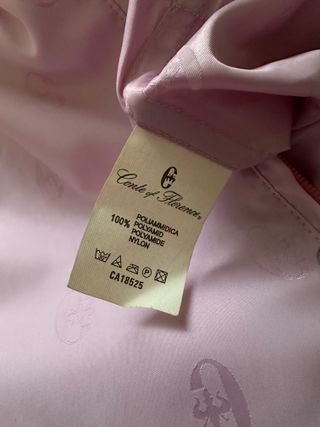 Conte of Florence
100% POLIAMMIDICA
POLYAMID
POLYAMIDE
NYLON
CA18525